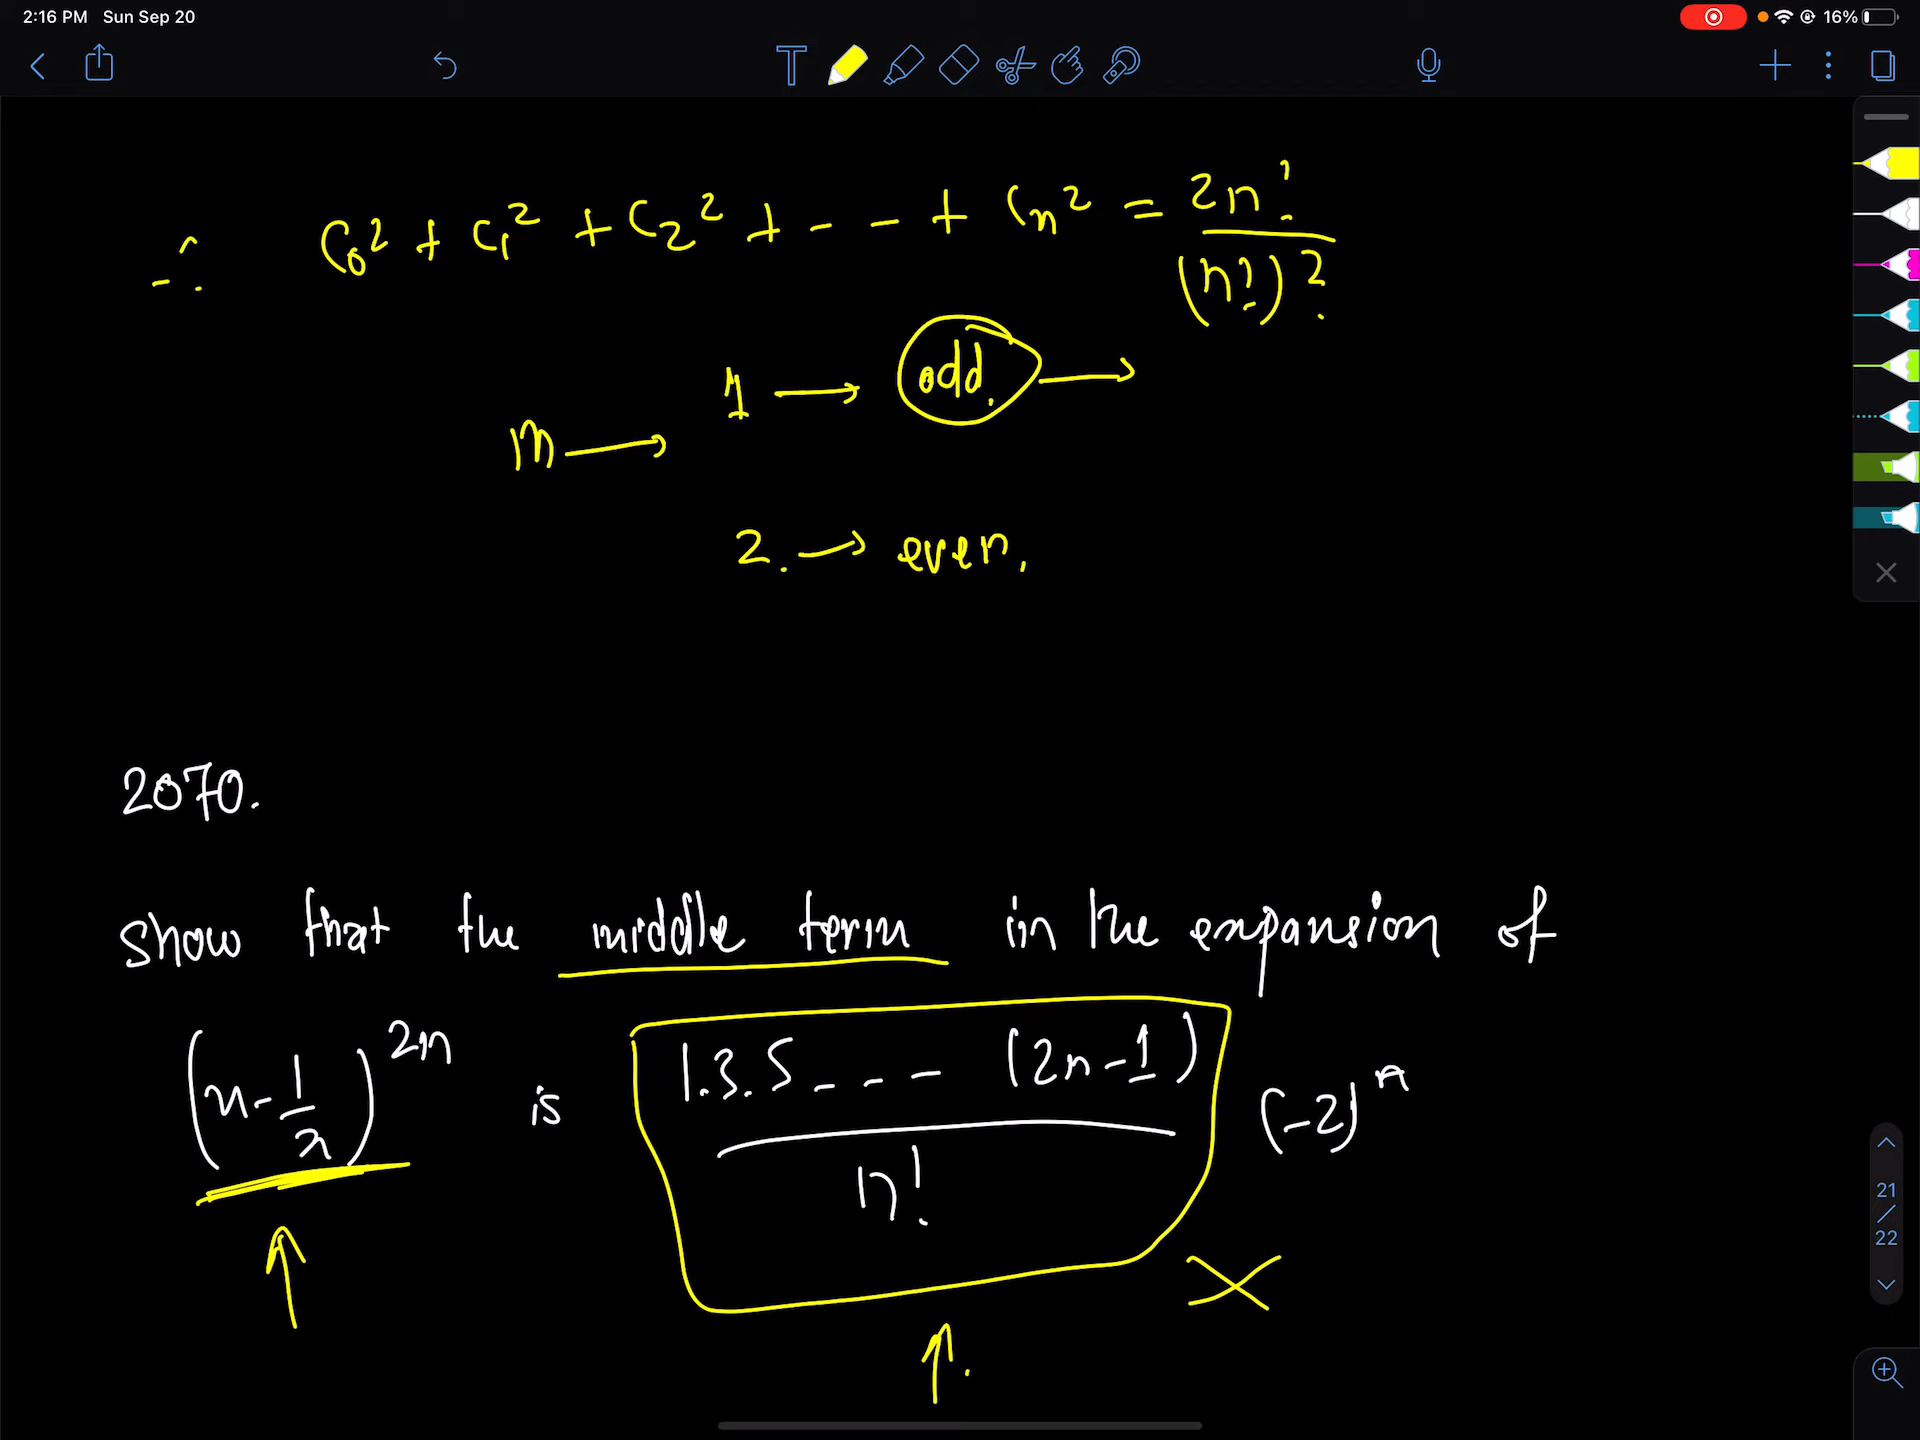 2:16 PM Sun Sep 20
16%
∴ C₀² + C₁² + C₂² + - - + Cₙ² = 2n! / (n!)²
1 → odd. →
m →
2. → even.
2070.
show that the middle term in the expansion of
(x - 1/x)²ⁿ is 1.3.5 - - - (2n-1) / n! (-2)ⁿ
21
/
22